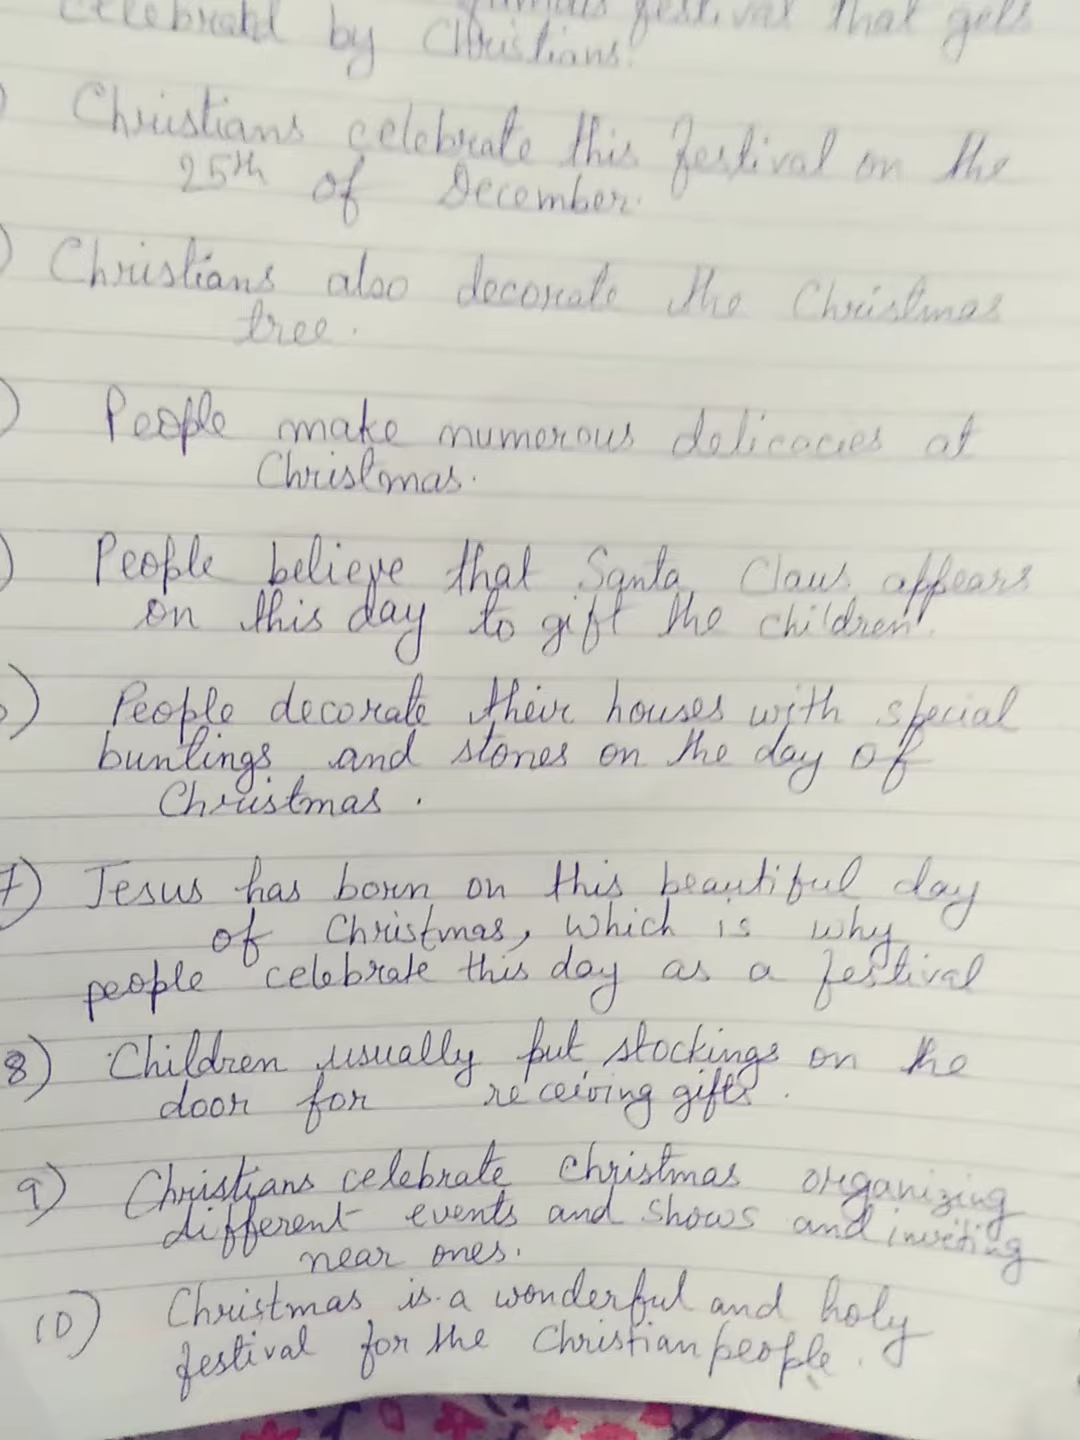 celebrated by Christians. famous festival that gets
) Christians celebrate this festival on the
25th of December.
) Christians also decorate the Christmas
tree.
) People make numerous delicacies at
Christmas.
) People believe that Santa Claus appears
on this day to gift the children.
) People decorate their houses with special
buntings and stones on the day of
Christmas.
7) Jesus has born on this beautiful day
of Christmas, which is why
people celebrate this day as a festival
8) Children usually put stockings on the
door for receiving gifts.
9) Christians celebrate christmas organizing
different events and shows and inviting
near ones.
10) Christmas is a wonderful and holy
festival for the Christian people.